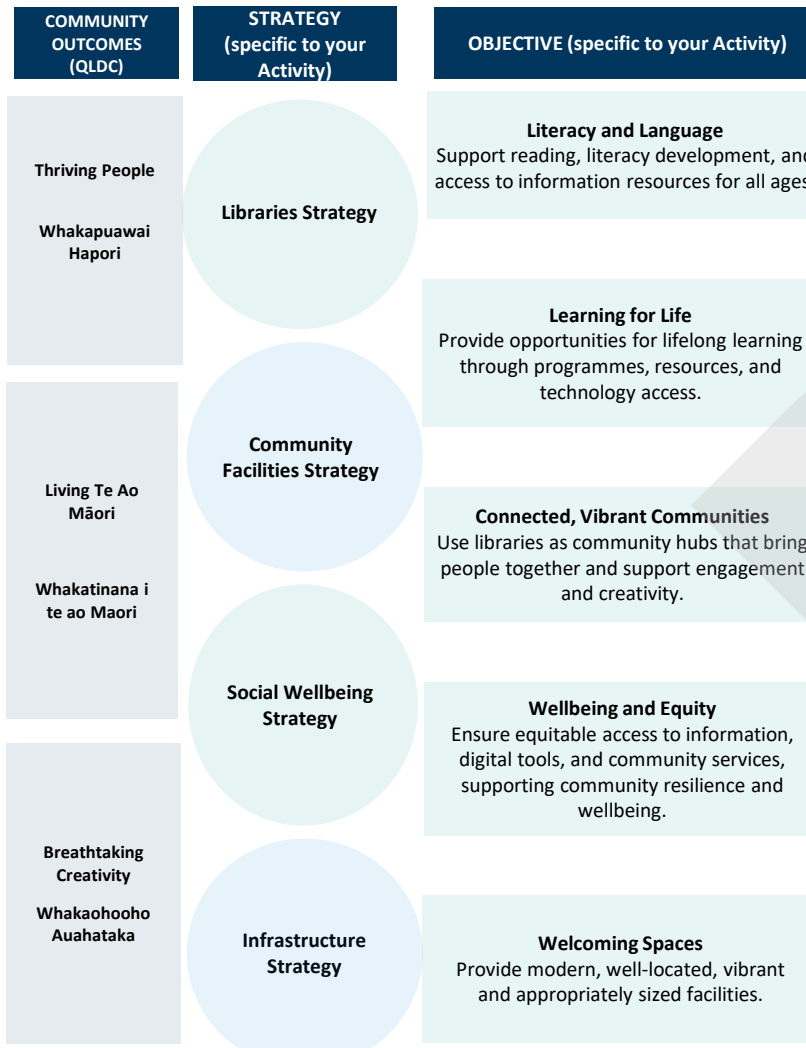 COMMUNITY
OUTCOMES
(QLDC)
Thriving People
Whakapuawai
Hapori
Living Te Ao
Māori
Whakatinana i
te ao Maori
Breathtaking
Creativity
Whakaohooho
Auahataka
STRATEGY
(specific to your
Activity)
Libraries Strategy
Community
Facilities Strategy
Social Wellbeing
Strategy
Infrastructure
Strategy
OBJECTIVE (specific to your Activity)
Literacy and Language
Support reading, literacy development, and
access to information resources for all ages
Learning for Life
Provide opportunities for lifelong learning
through programmes, resources, and
technology access.
Connected, Vibrant Communities
Use libraries as community hubs that bring
people together and support engagement
and creativity.
Wellbeing and Equity
Ensure equitable access to information,
digital tools, and community services,
supporting community resilience and
wellbeing.
Welcoming Spaces
Provide modern, well-located, vibrant
and appropriately sized facilities.